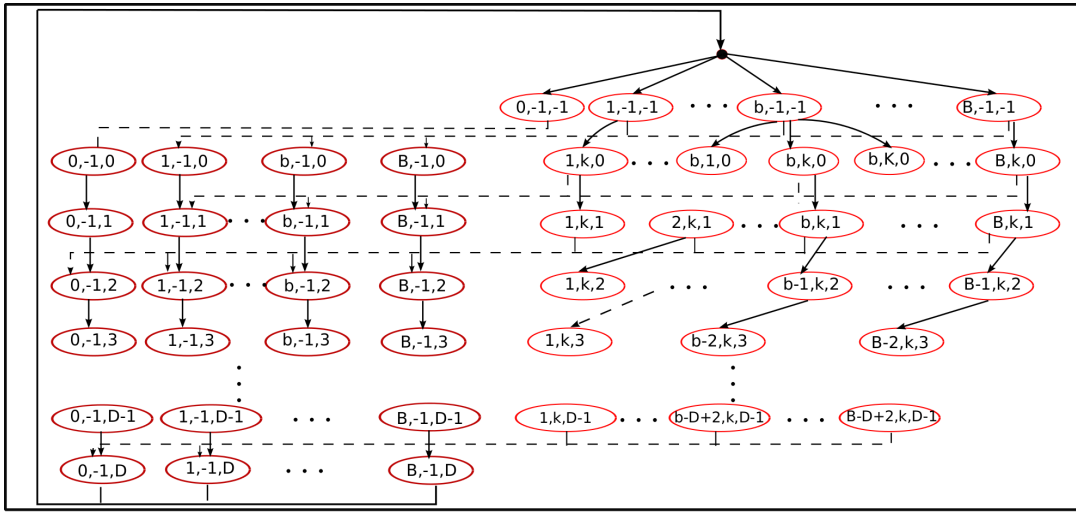 0,-1,-1 1,-1,-1 . . . b,-1,-1 . . . B,-1,-1
0,-1,0 1,-1,0 b,-1,0 B,-1,0 1,k,0 . . . b,1,0 b,k,0 b,K,0 . . . B,k,0
0,-1,1 1,-1,1 . . . b,-1,1 B,-1,1 1,k,1 2,k,1 . . . b,k,1 . . . B,k,1
0,-1,2 1,-1,2 . . . b,-1,2 B,-1,2 1,k,2 . . . b-1,k,2 . . . B-1,k,2
0,-1,3 1,-1,3 b,-1,3 B,-1,3 1,k,3 b-2,k,3 B-2,k,3
0,-1,D-1 1,-1,D-1 . . . B,-1,D-1 1,k,D-1 . . . b-D+2,k,D-1 . . . B-D+2,k,D-1
0,-1,D 1,-1,D . . . B,-1,D